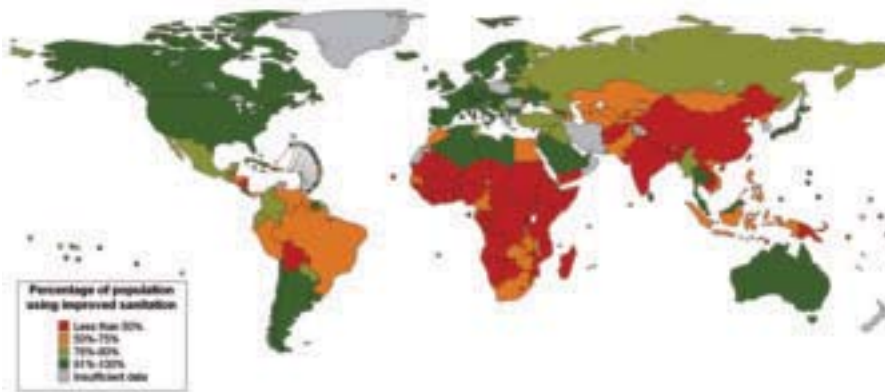 Percentage of population
using improved sanitation
Less than 50%
50%-75%
76%-90%
91%-100%
Insufficient data